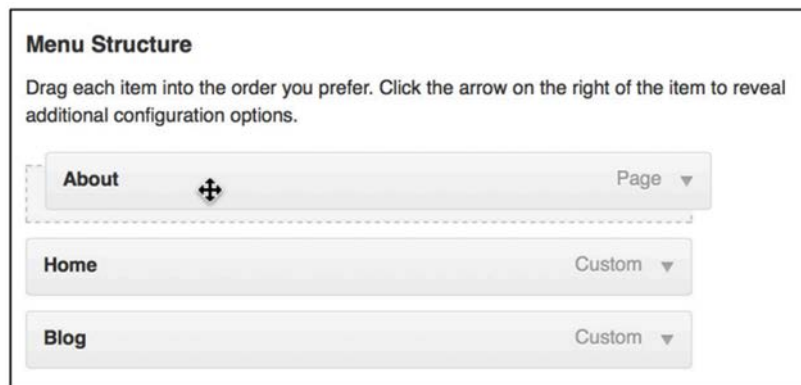 Menu Structure
Drag each item into the order you prefer. Click the arrow on the right of the item to reveal
additional configuration options.
About Page
Home Custom
Blog Custom